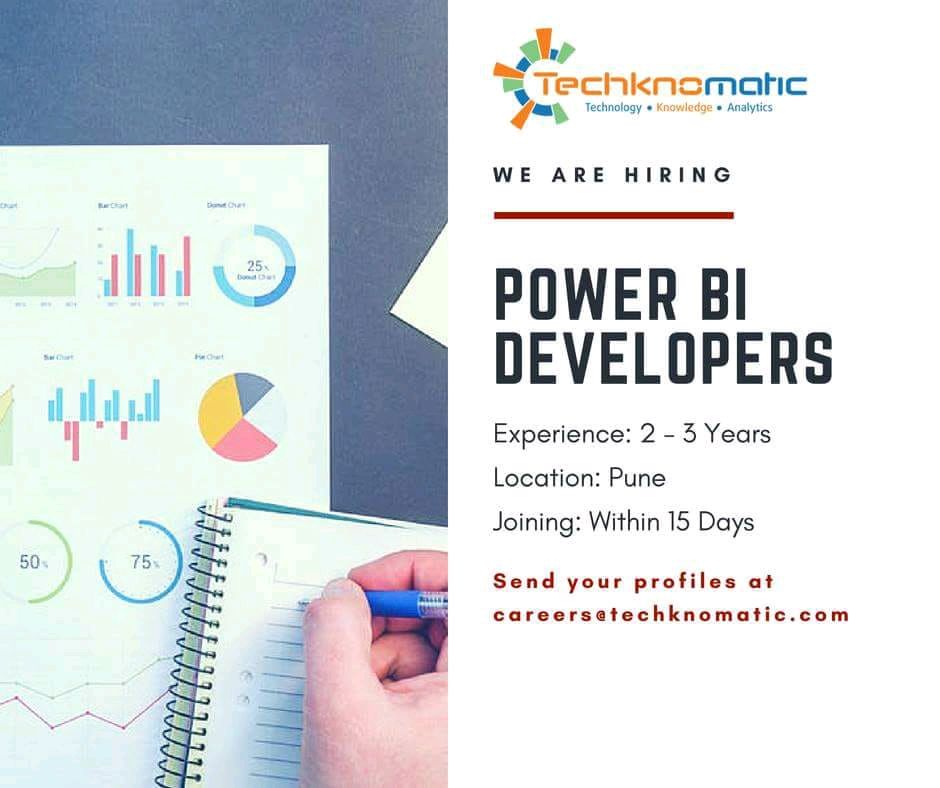 Techknomatic
Technology • Knowledge • Analytics
WE ARE HIRING
POWER BI
DEVELOPERS
Experience: 2 - 3 Years
Location: Pune
Joining: Within 15 Days
Send your profiles at
careers@techknomatic.com
Chart
Bar Chart
Donut Chart
25%
Donut Chart
Bar Chart
Pie Chart
50%
75%